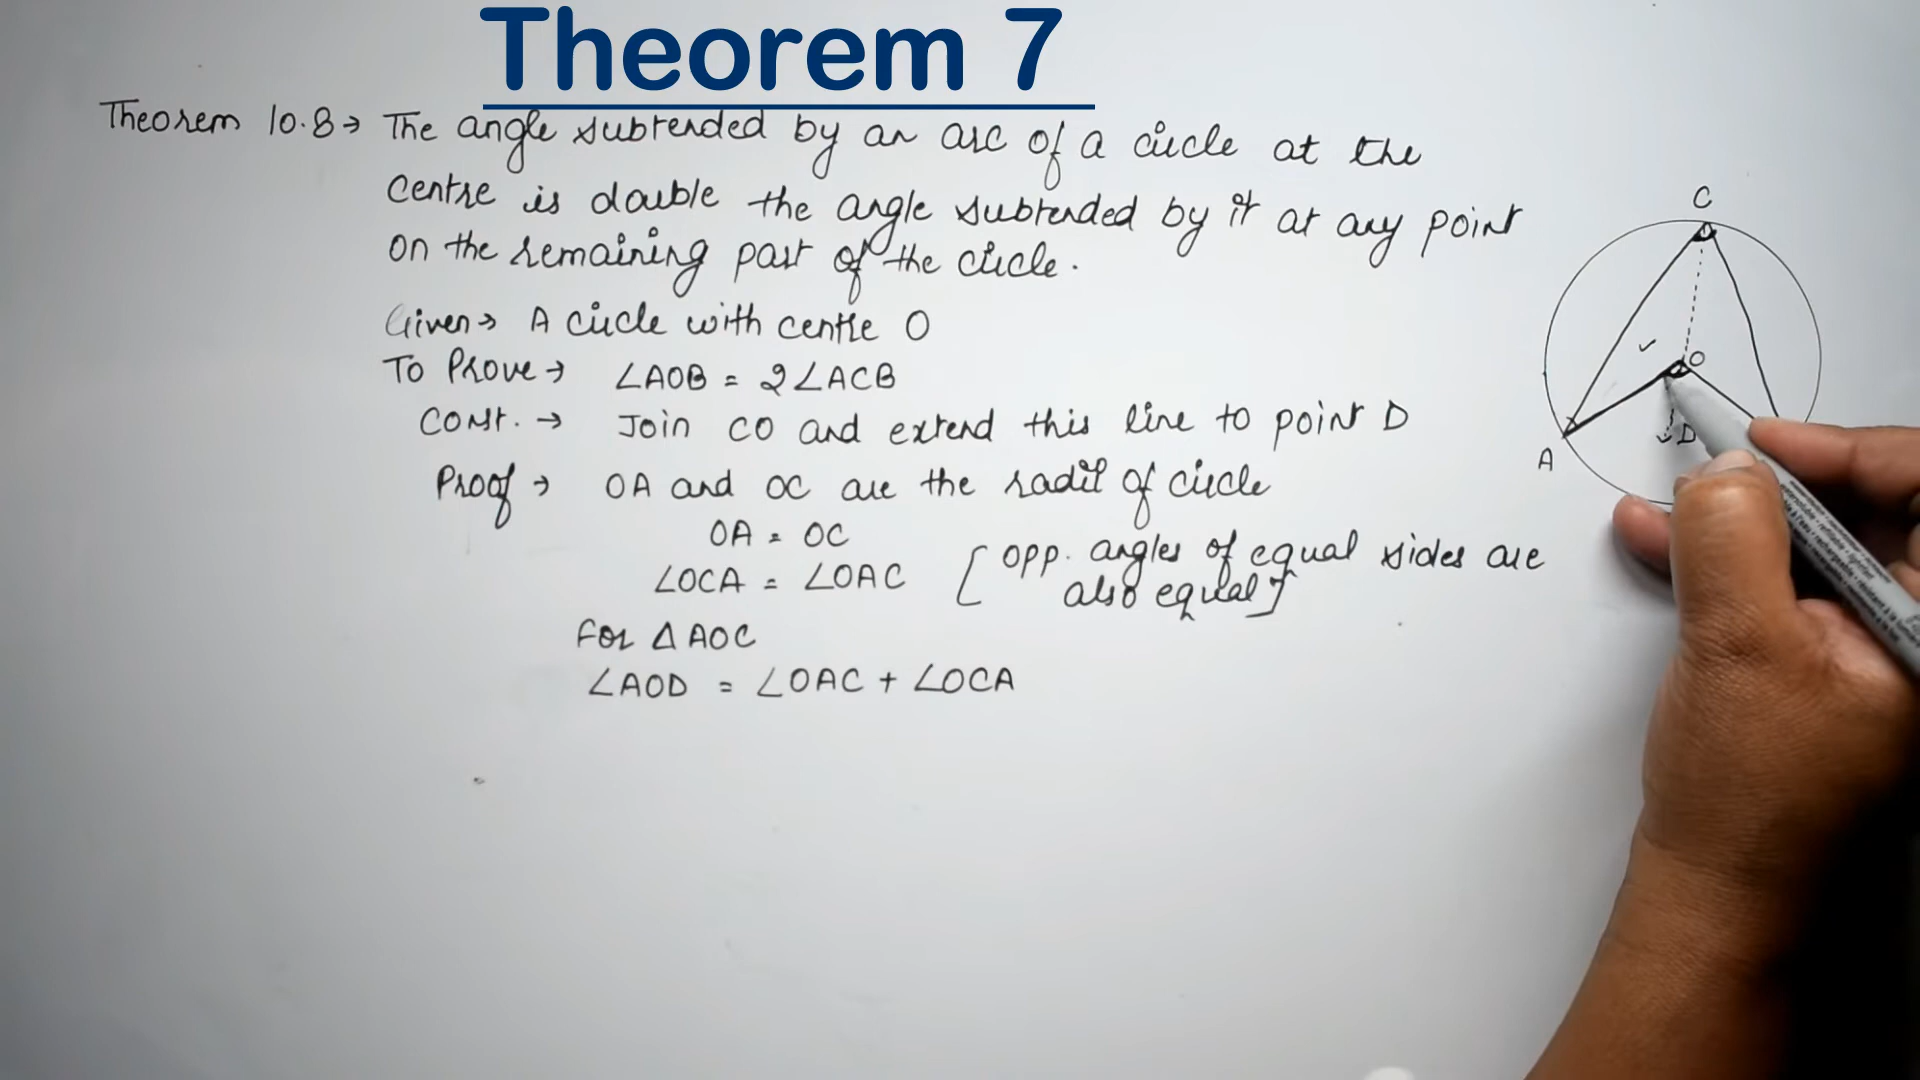 Theorem 7
Theorem 10.8 → The angle subtended by an arc of a circle at the
centre is double the angle subtended by it at any point
on the remaining part of the circle.
Given → A circle with centre O
To Prove → ∠AOB = 2∠ACB
Const. → Join CO and extend this line to point D
Proof → OA and OC are the radii of circle
OA = OC
∠OCA = ∠OAC [Opp. angles of equal sides are
also equal]
For ΔAOC
∠AOD = ∠OAC + ∠OCA
C
O
D
A